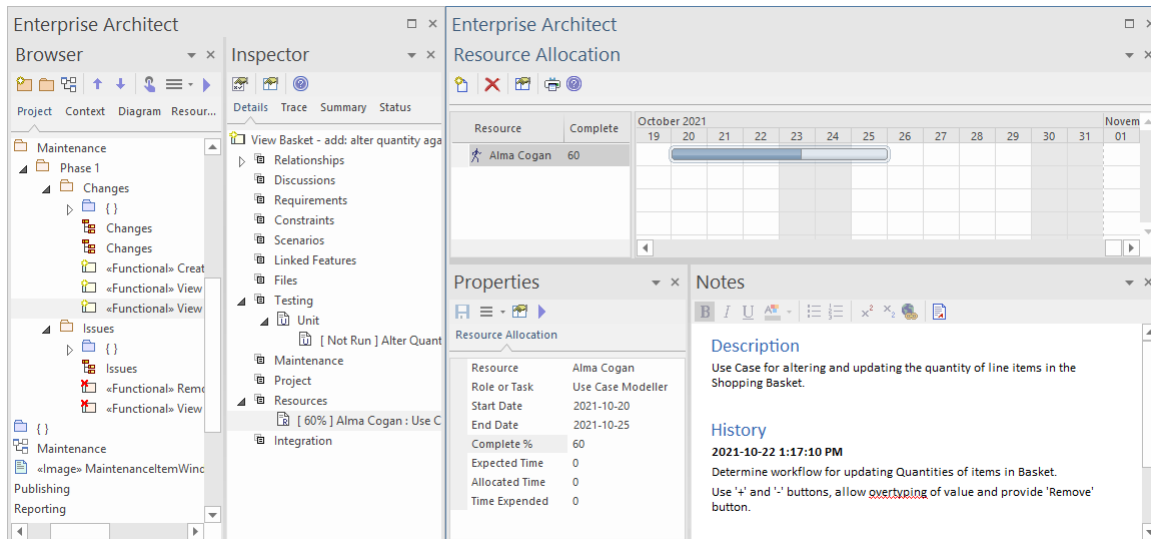 Enterprise Architect
Browser
Project Context Diagram Resour...
Maintenance
Phase 1
Changes
{ }
Changes
Changes
«Functional» Creat
«Functional» View
«Functional» View
Issues
{ }
Issues
«Functional» Remo
«Functional» View
{ }
Maintenance
«Image» MaintenanceItemWind
Publishing
Reporting
Inspector
Details Trace Summary Status
View Basket - add: alter quantity aga
Relationships
Discussions
Requirements
Constraints
Scenarios
Linked Features
Files
Testing
Unit
[ Not Run ] Alter Quant
Maintenance
Project
Resources
[ 60% ] Alma Cogan : Use C
Integration
Enterprise Architect
Resource Allocation
Resource Complete
October 2021 Novem
19 20 21 22 23 24 25 26 27 28 29 30 31 01
Alma Cogan 60
Properties
Resource Allocation
Resource Alma Cogan
Role or Task Use Case Modeller
Start Date 2021-10-20
End Date 2021-10-25
Complete % 60
Expected Time 0
Allocated Time 0
Time Expended 0
Notes
B I U A x² x₂
Description
Use Case for altering and updating the quantity of line items in the
Shopping Basket.
History
2021-10-22 1:17:10 PM
Determine workflow for updating Quantities of items in Basket.
Use '+' and '-' buttons, allow overtyping of value and provide 'Remove'
button.